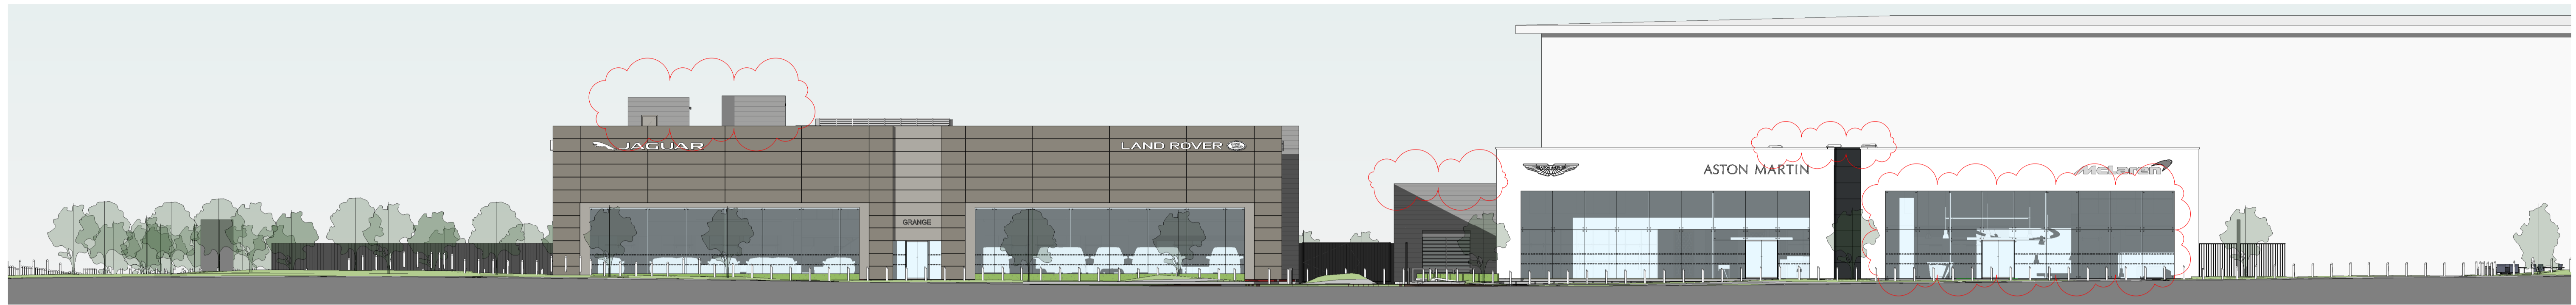 JAGUAR
LAND ROVER
GRANGE
ASTON MARTIN
McLaren